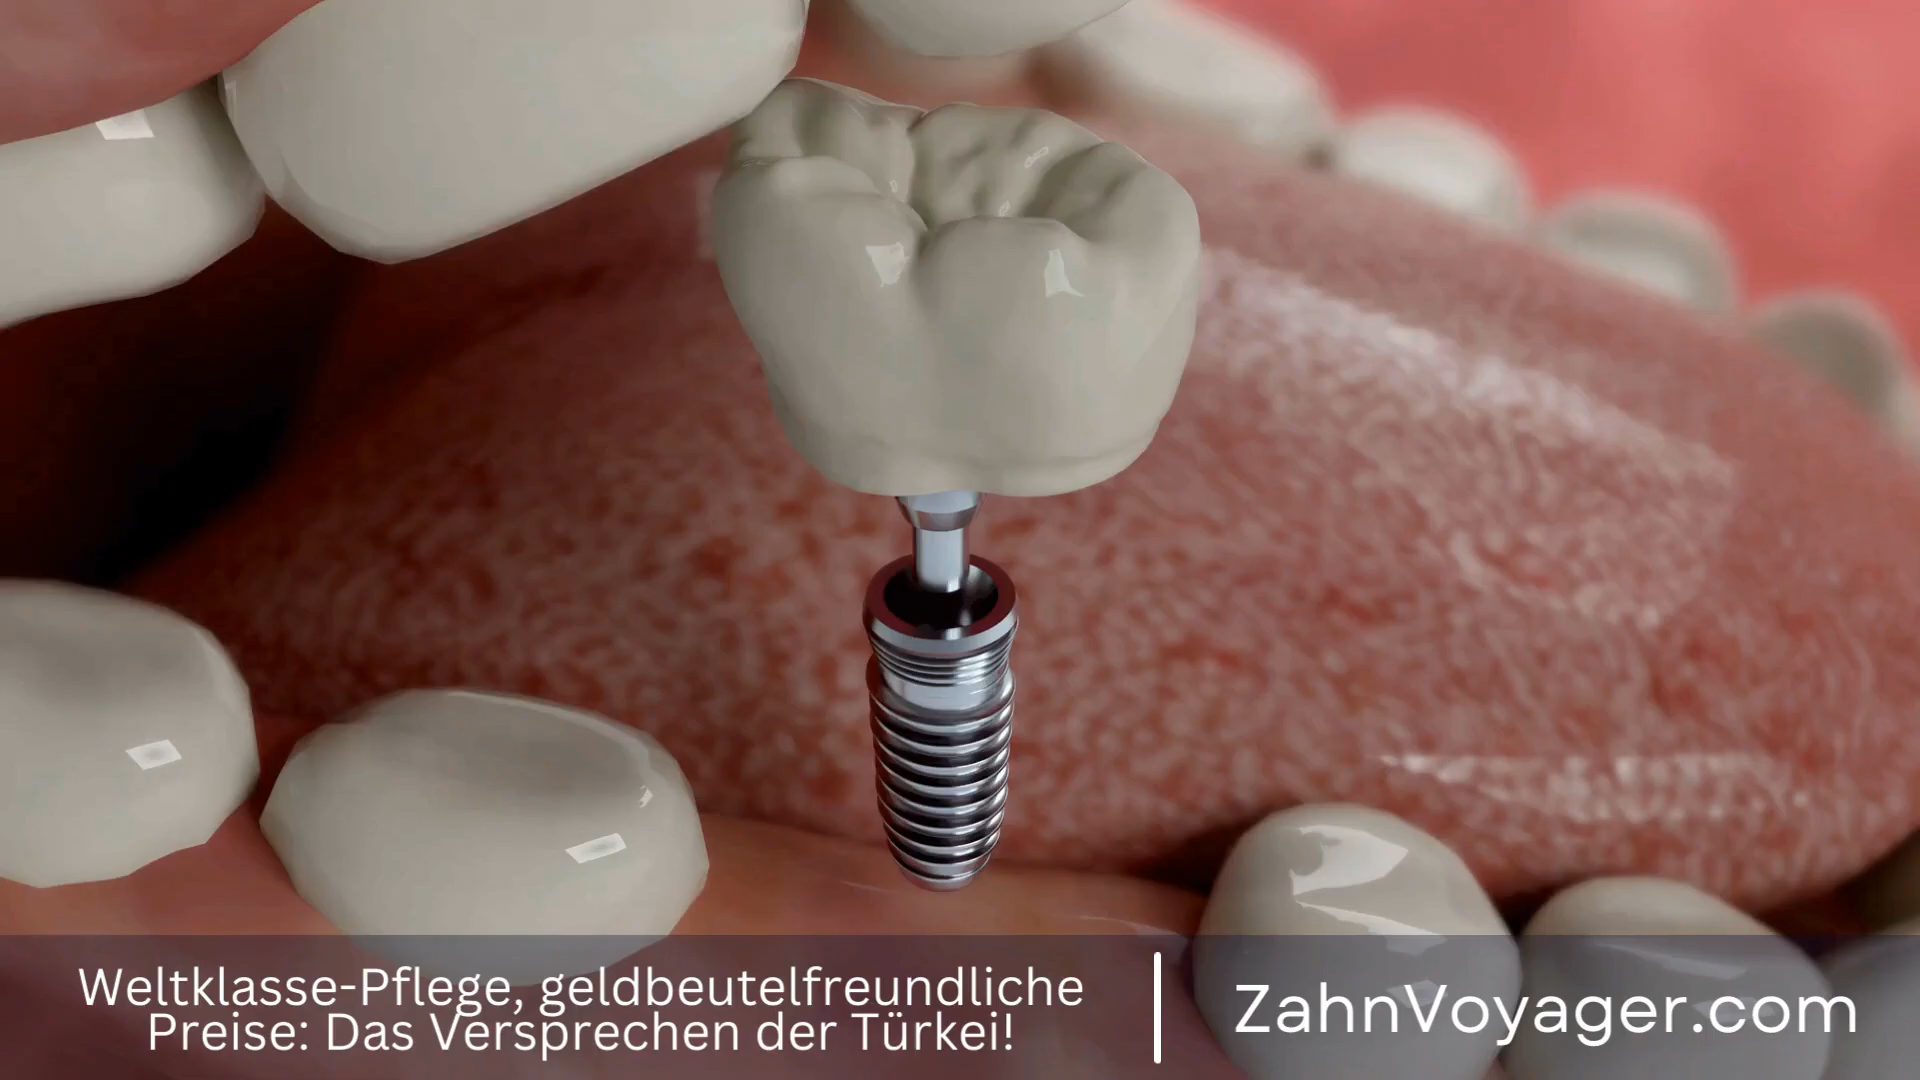 Weltklasse-Pflege, geldbeutelfreundliche
Preise: Das Versprechen der Türkei!
ZahnVoyager.com